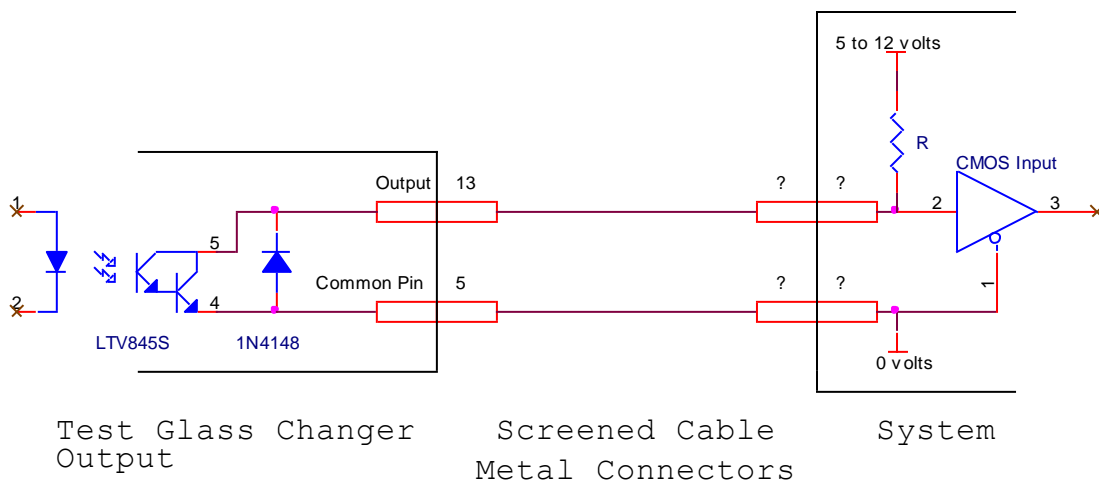 5 to 12 volts
R
CMOS Input
Output 13 ? ?
2 3
1
5
Common Pin 5 ? ?
1
2
4
LTV845S 1N4148
0 volts
Test Glass Changer
Output
Screened Cable
Metal Connectors
System